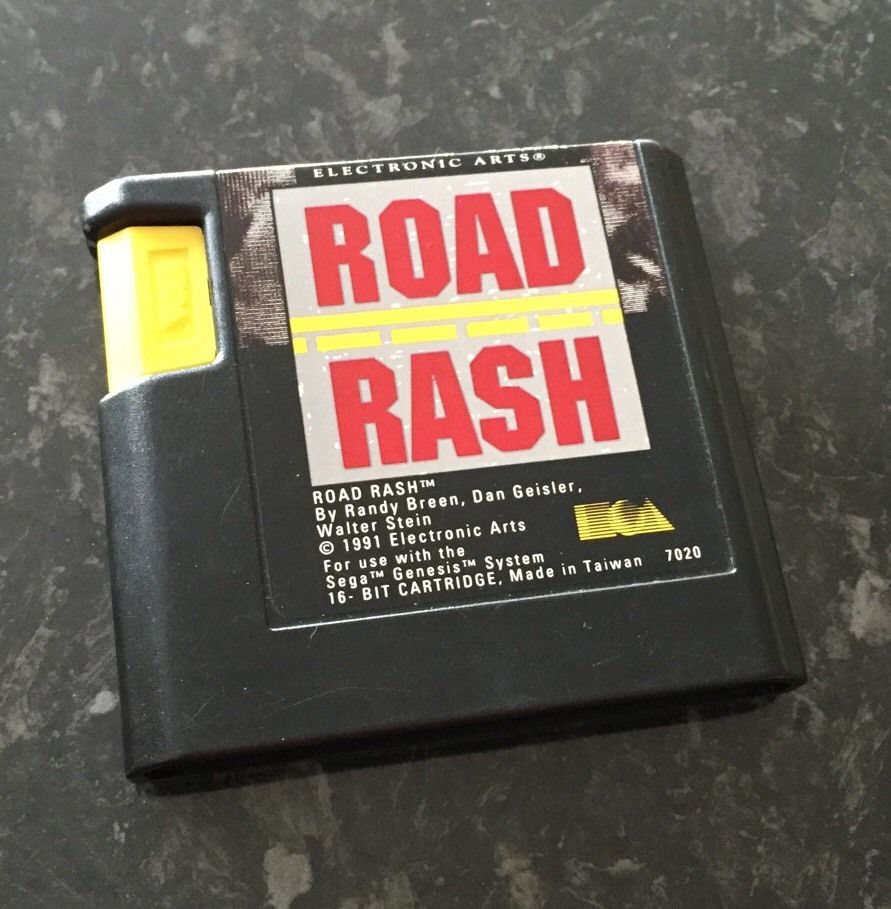 ELECTRONIC ARTS®
ROAD
RASH
ROAD RASH™
By Randy Breen, Dan Geisler,
Walter Stein
© 1991 Electronic Arts
For use with the
Sega™ Genesis™ System
16- BIT CARTRIDGE, Made in Taiwan 7020
EA